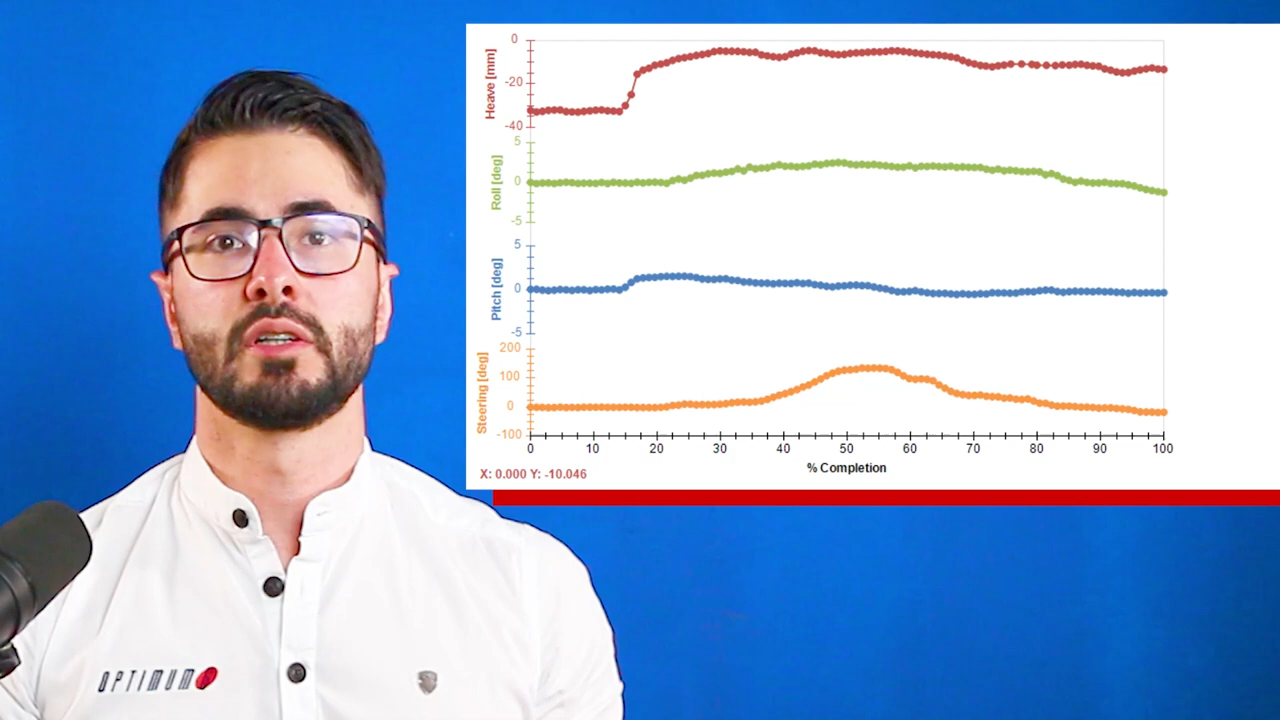 0
Heave [mm]
-20
-40
5
Roll [deg]
0
-5
5
Pitch [deg]
0
-5
200
Steering [deg]
100
0
-100
0 10 20 30 40 50 60 70 80 90 100
% Completion
X: 0.000 Y: -10.046
OPTIMUM